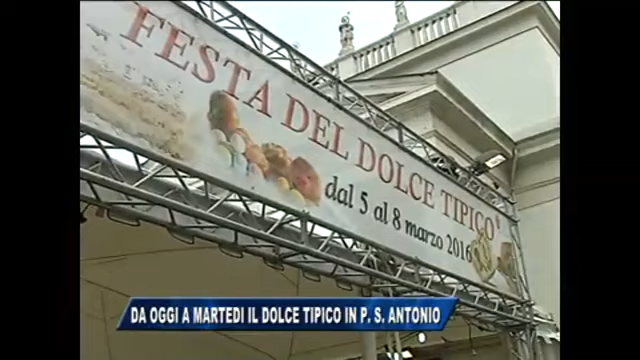 FESTA DEL DOLCE TIPICO
dal 5 al 8 marzo 2016
DA OGGI A MARTEDI IL DOLCE TIPICO IN P. S. ANTONIO